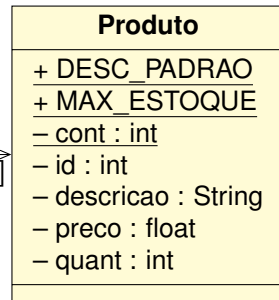 Produto
+ DESC_PADRAO
+ MAX_ESTOQUE
– cont : int
– id : int
– descricao : String
– preco : float
– quant : int